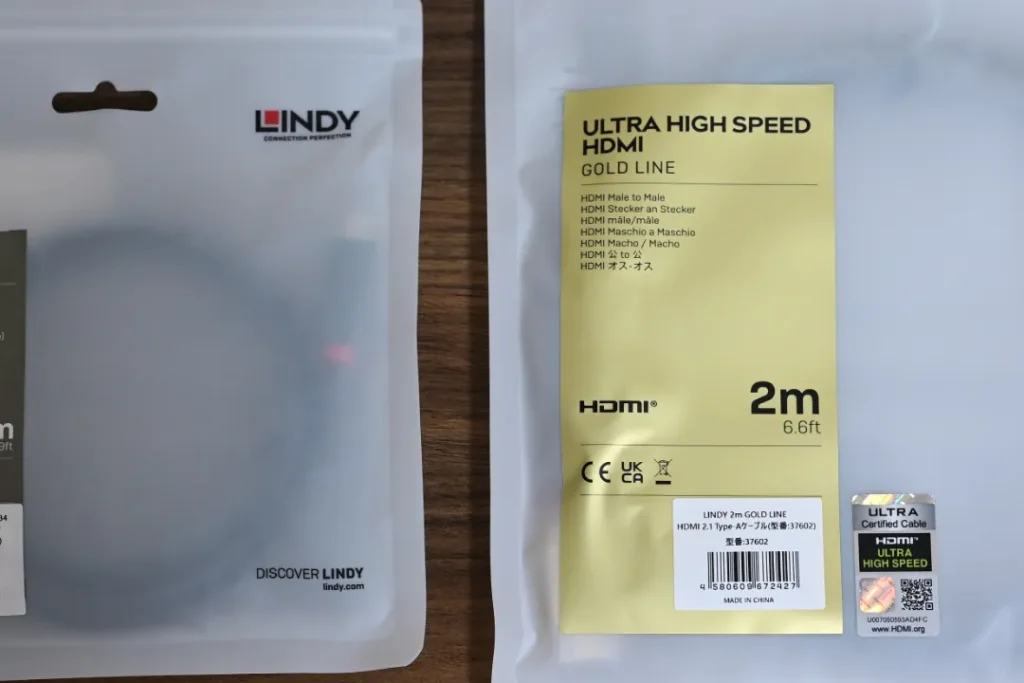 LINDY
CONNECTION PERFECTION
m
9ft
34
)
DISCOVER LINDY
lindy.com
ULTRA HIGH SPEED
HDMI
GOLD LINE
HDMI Male to Male
HDMI Stecker an Stecker
HDMI mâle/mâle
HDMI Maschio a Maschio
HDMI Macho / Macho
HDMI 公 to 公
HDMI オス-オス
HDMI®
2m
6.6ft
CE UK CA
LINDY 2m GOLD LINE
HDMI 2.1 Type-Aケーブル(型番:37602)
型番:37602
4 580609 672427
MADE IN CHINA
ULTRA
Certified Cable
HDMI™
ULTRA
HIGH SPEED
www.HDMI.org